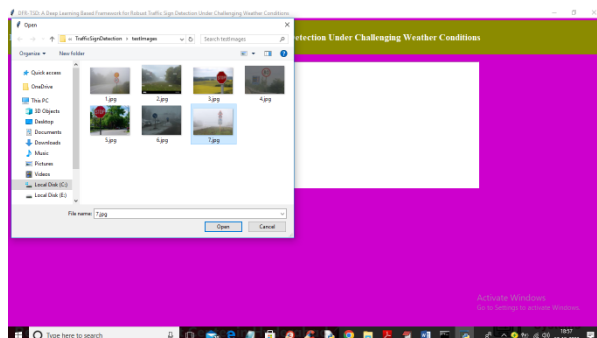 DFR-TSD: A Deep Learning Based Framework for Robust Traffic Sign Detection Under Challenging Weather Conditions
Open
etection Under Challenging Weather Conditions
TrafficSignDetection › testImages
Search testImages
Organize
New folder
Quick access
OneDrive
This PC
3D Objects
Desktop
Documents
Downloads
Music
Pictures
Videos
Local Disk (C:)
Local Disk (E:)
1.jpg
2.jpg
3.jpg
4.jpg
5.jpg
6.jpg
7.jpg
File name: 7.jpg
Open
Cancel
Activate Windows
Go to Settings to activate Windows.
Type here to search
18:57